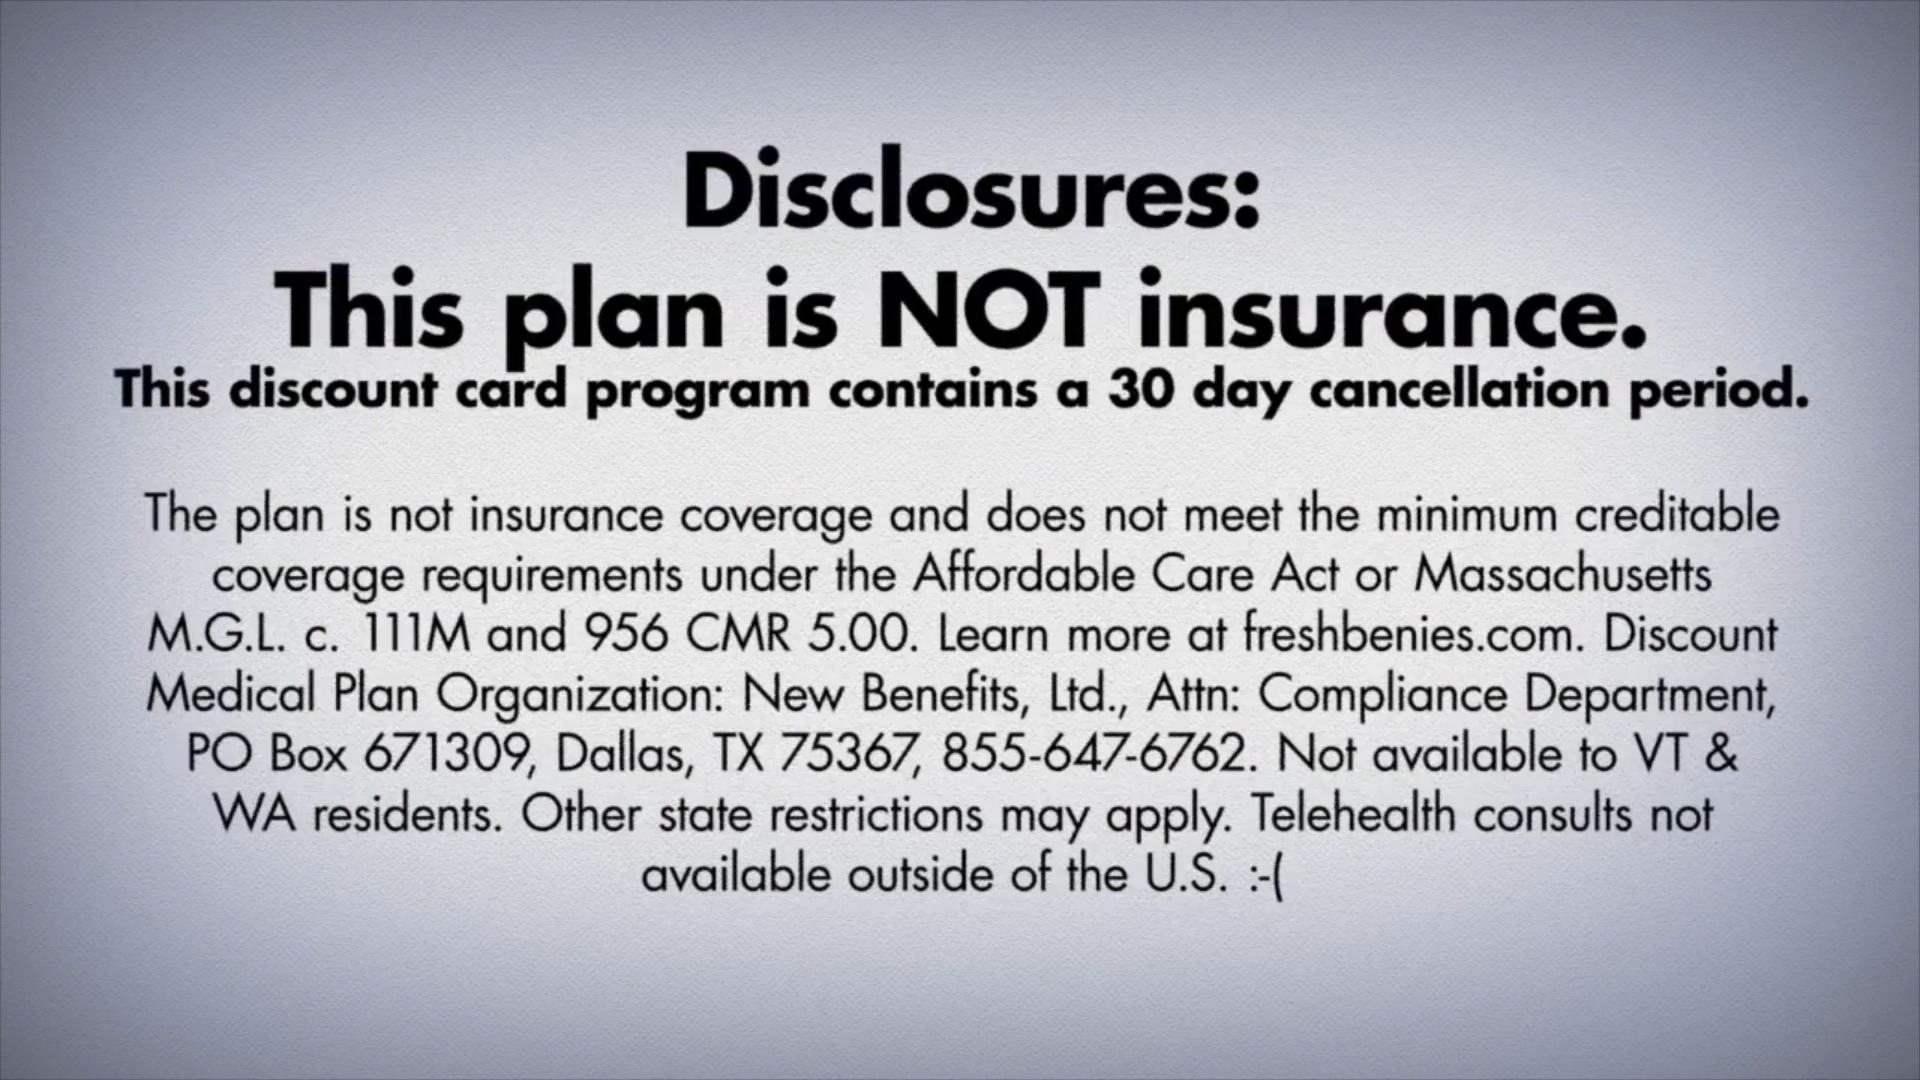 Disclosures:
This plan is NOT insurance.
This discount card program contains a 30 day cancellation period.
The plan is not insurance coverage and does not meet the minimum creditable
coverage requirements under the Affordable Care Act or Massachusetts
M.G.L. c. 111M and 956 CMR 5.00. Learn more at freshbenies.com. Discount
Medical Plan Organization: New Benefits, Ltd., Attn: Compliance Department,
PO Box 671309, Dallas, TX 75367, 855-647-6762. Not available to VT &
WA residents. Other state restrictions may apply. Telehealth consults not
available outside of the U.S. :-(